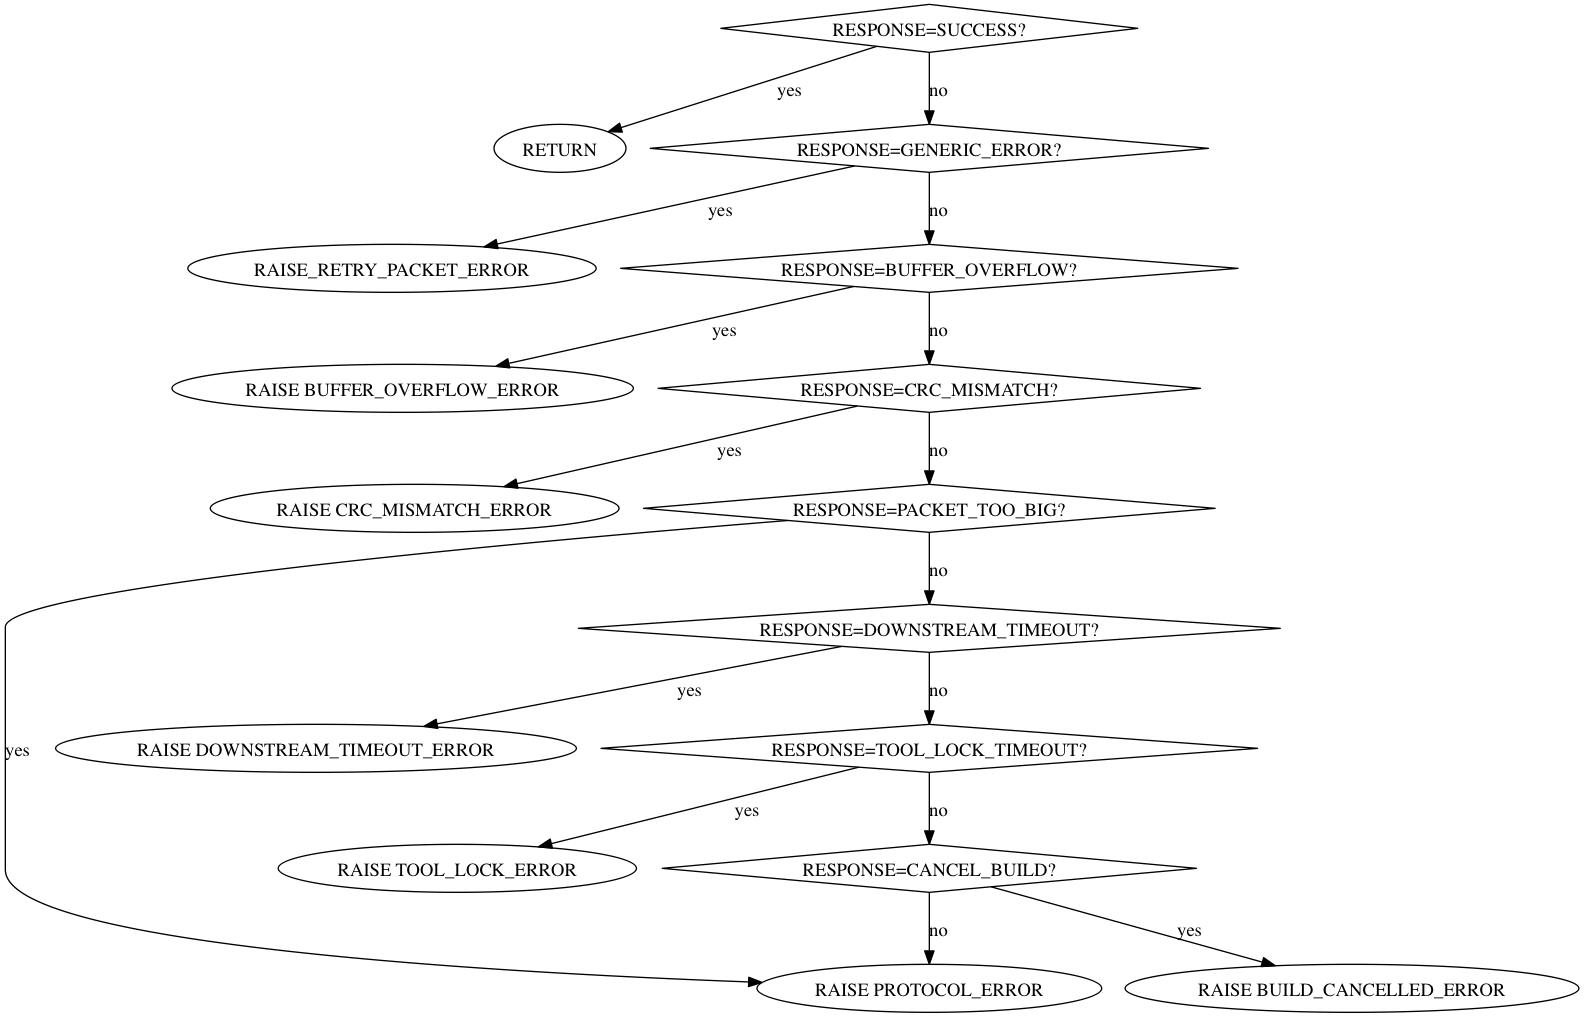 RESPONSE=SUCCESS?
yes
no
RETURN
RESPONSE=GENERIC_ERROR?
yes
no
RAISE_RETRY_PACKET_ERROR
RESPONSE=BUFFER_OVERFLOW?
yes
no
RAISE BUFFER_OVERFLOW_ERROR
RESPONSE=CRC_MISMATCH?
yes
no
RAISE CRC_MISMATCH_ERROR
RESPONSE=PACKET_TOO_BIG?
no
RESPONSE=DOWNSTREAM_TIMEOUT?
yes
no
yes
RAISE DOWNSTREAM_TIMEOUT_ERROR
RESPONSE=TOOL_LOCK_TIMEOUT?
yes
no
RAISE TOOL_LOCK_ERROR
RESPONSE=CANCEL_BUILD?
no
yes
RAISE PROTOCOL_ERROR
RAISE BUILD_CANCELLED_ERROR